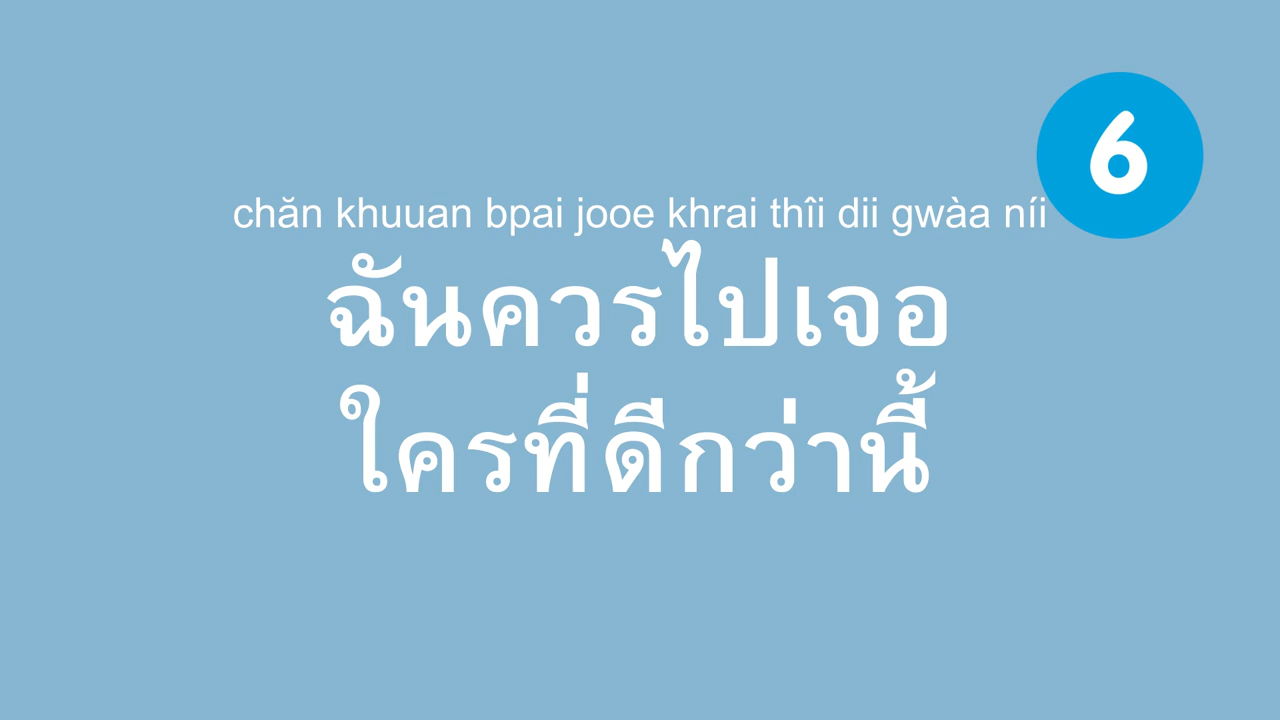 6
chăn khuuan bpai jooe khrai thîi dii gwàa níi
ฉันควรไปเจอ
ใครที่ดีกว่านี้